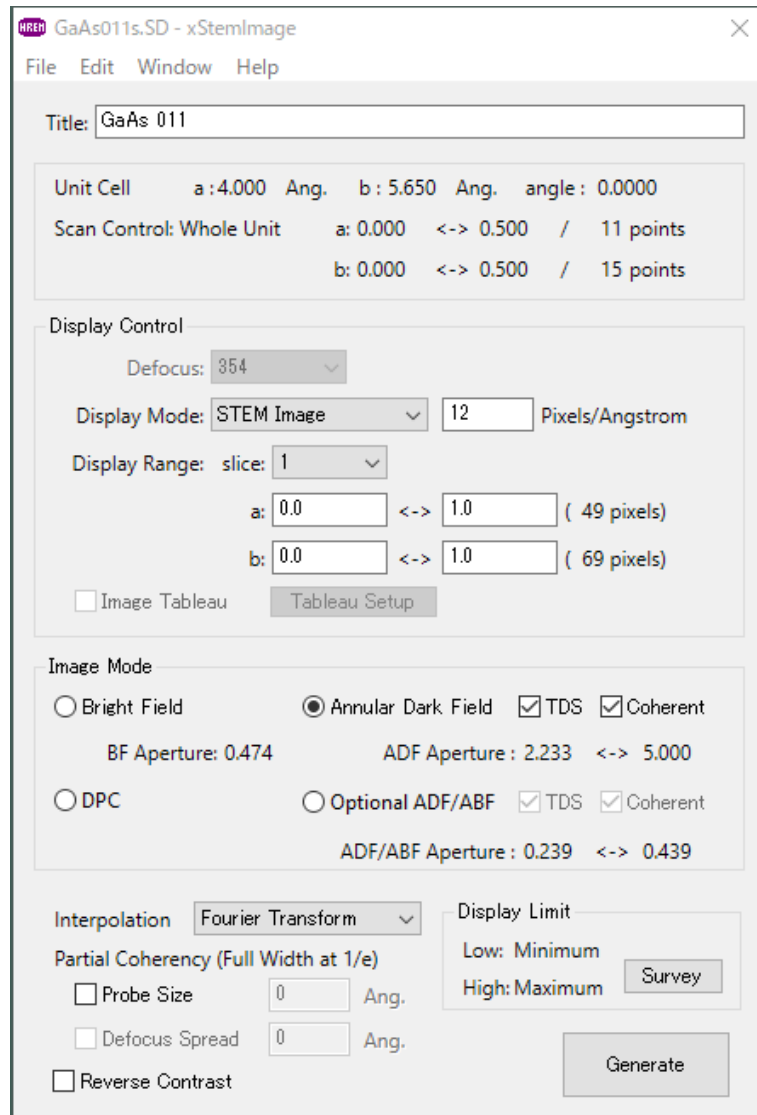 HREM GaAs011s.SD - xStemImage
File Edit Window Help
Title: GaAs 011
Unit Cell a : 4.000 Ang. b : 5.650 Ang. angle : 0.0000
Scan Control: Whole Unit a: 0.000 <-> 0.500 / 11 points
b: 0.000 <-> 0.500 / 15 points
Display Control
Defocus: 354
Display Mode: STEM Image 12 Pixels/Angstrom
Display Range: slice: 1
a: 0.0 <-> 1.0 ( 49 pixels)
b: 0.0 <-> 1.0 ( 69 pixels)
Image Tableau Tableau Setup
Image Mode
Bright Field Annular Dark Field TDS Coherent
BF Aperture: 0.474 ADF Aperture : 2.233 <-> 5.000
DPC Optional ADF/ABF TDS Coherent
ADF/ABF Aperture : 0.239 <-> 0.439
Interpolation Fourier Transform Display Limit
Low: Minimum
Partial Coherency (Full Width at 1/e)
High: Maximum Survey
Probe Size 0 Ang.
Defocus Spread 0 Ang.
Generate
Reverse Contrast